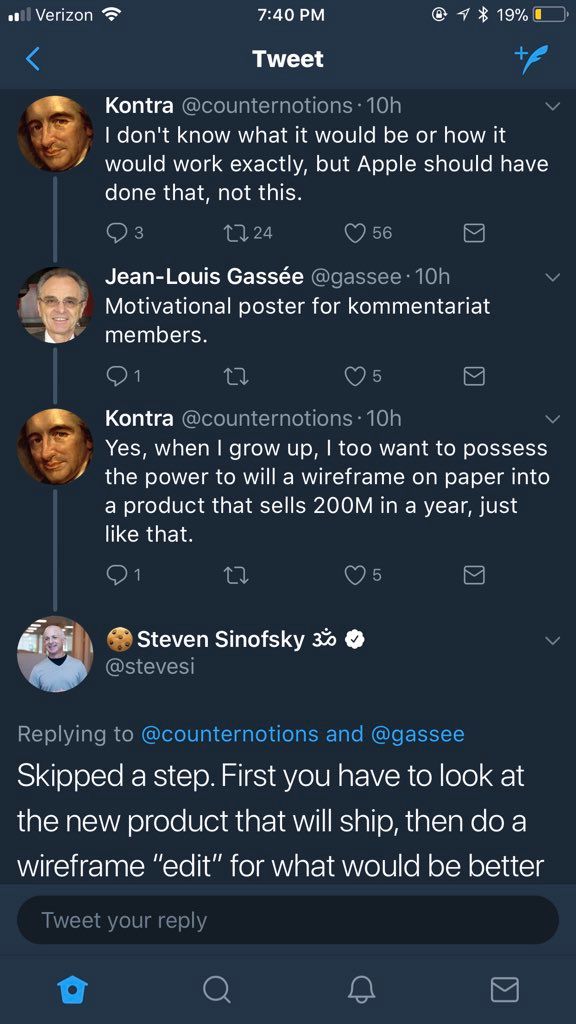 Verizon 7:40 PM 19%
Tweet
Kontra @counternotions · 10h
I don't know what it would be or how it
would work exactly, but Apple should have
done that, not this.
3 24 56
Jean-Louis Gassée @gassee · 10h
Motivational poster for kommentariat
members.
1 5
Kontra @counternotions · 10h
Yes, when I grow up, I too want to possess
the power to will a wireframe on paper into
a product that sells 200M in a year, just
like that.
1 5
Steven Sinofsky ૐ
@stevesi
Replying to @counternotions and @gassee
Skipped a step. First you have to look at
the new product that will ship, then do a
wireframe “edit” for what would be better
Tweet your reply